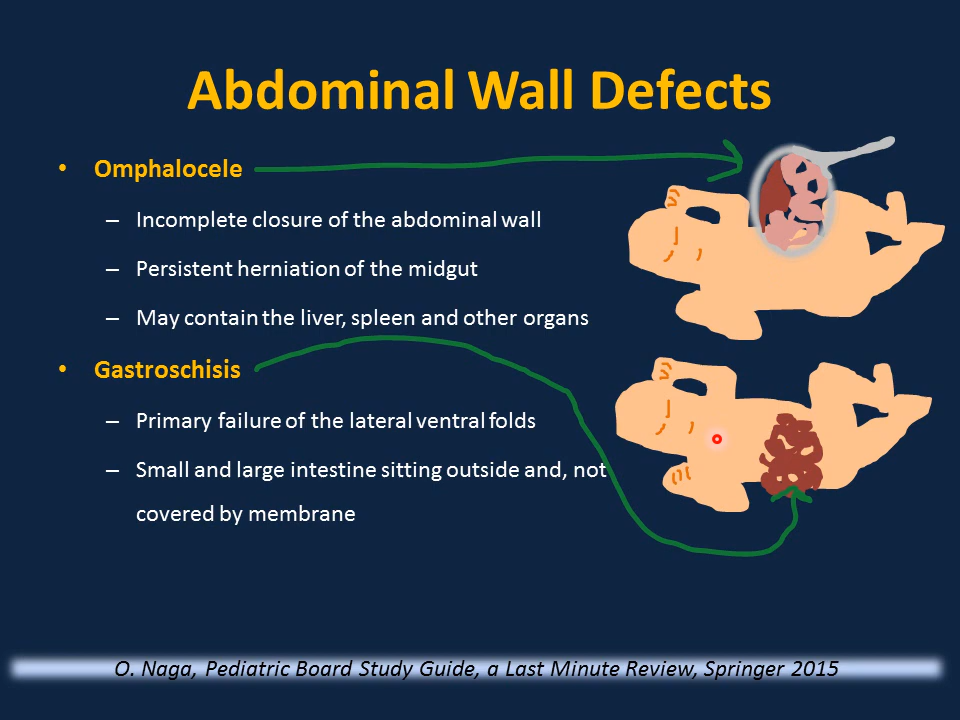 Abdominal Wall Defects
• Omphalocele
– Incomplete closure of the abdominal wall
– Persistent herniation of the midgut
– May contain the liver, spleen and other organs
• Gastroschisis
– Primary failure of the lateral ventral folds
– Small and large intestine sitting outside and, not
covered by membrane
O. Naga, Pediatric Board Study Guide, a Last Minute Review, Springer 2015